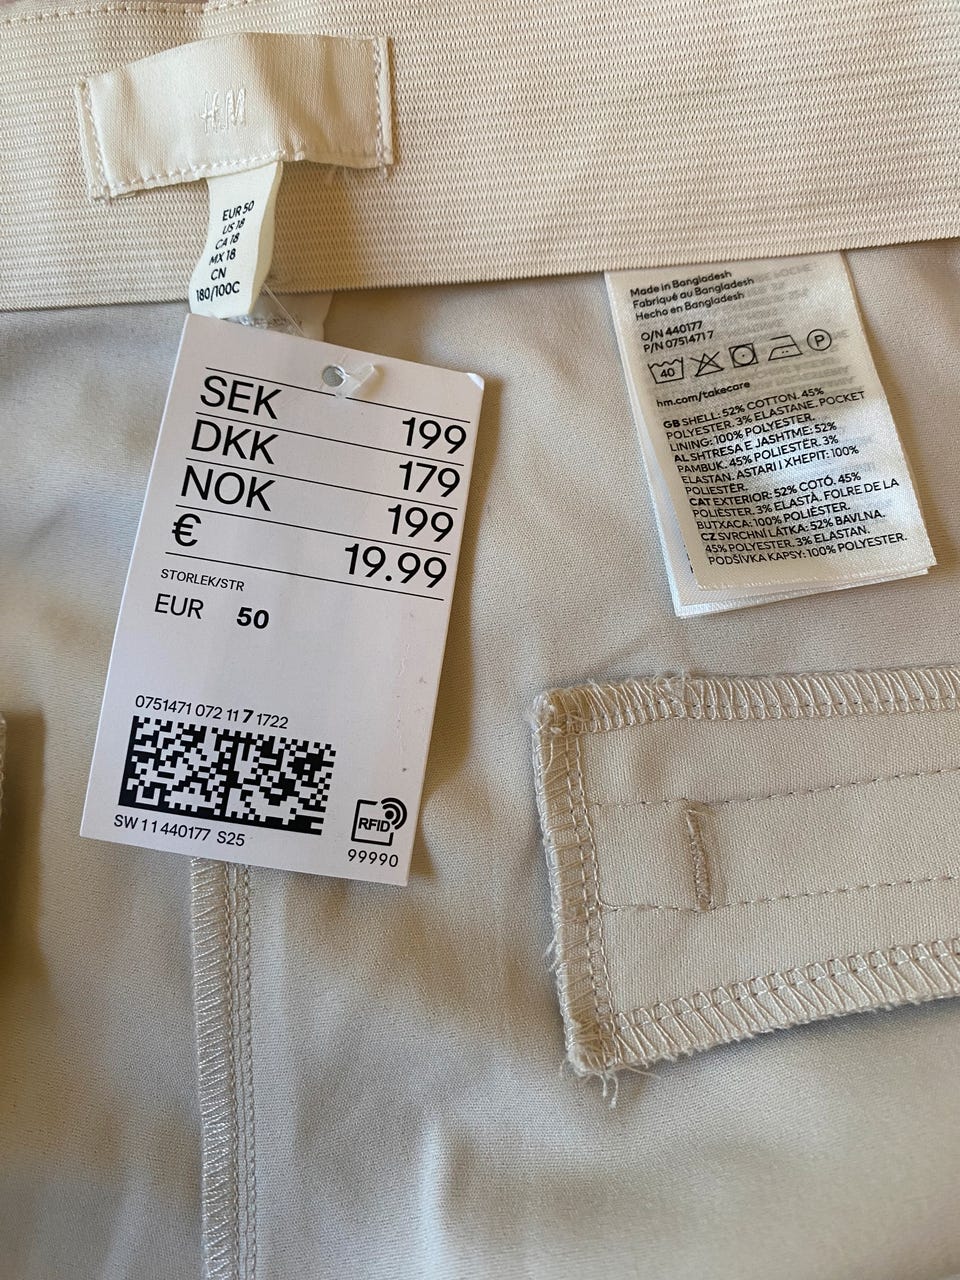 H&M
EUR 50
US 18
CA 18
MX 18
CN
180/100C
SEK 199
DKK 179
NOK 199
€ 19.99
STORLEK/STR
EUR 50
0751471 072 11 7 1722
SW 11 440177 S25
RFID
99990
Made in Bangladesh
Fabriqué au Bangladesh
Hecho en Bangladesh
O/N 440177
P/N 0751471 7
40
P
hm.com/takecare
GB SHELL: 52% COTTON. 45%
POLYESTER. 3% ELASTANE. POCKET
LINING: 100% POLYESTER.
AL SHTRESA E JASHTME: 52%
PAMBUK. 45% POLIESTËR. 3%
ELASTAN. ASTARI I XHEPIT: 100%
POLIESTËR.
CAT EXTERIOR: 52% COTÓ. 45%
POLIÈSTER. 3% ELASTÀ. FOLRE DE LA
BUTXACA: 100% POLIÈSTER.
CZ SVRCHNÍ LÁTKA: 52% BAVLNA.
45% POLYESTER. 3% ELASTAN.
PODŠÍVKA KAPSY: 100% POLYESTER.